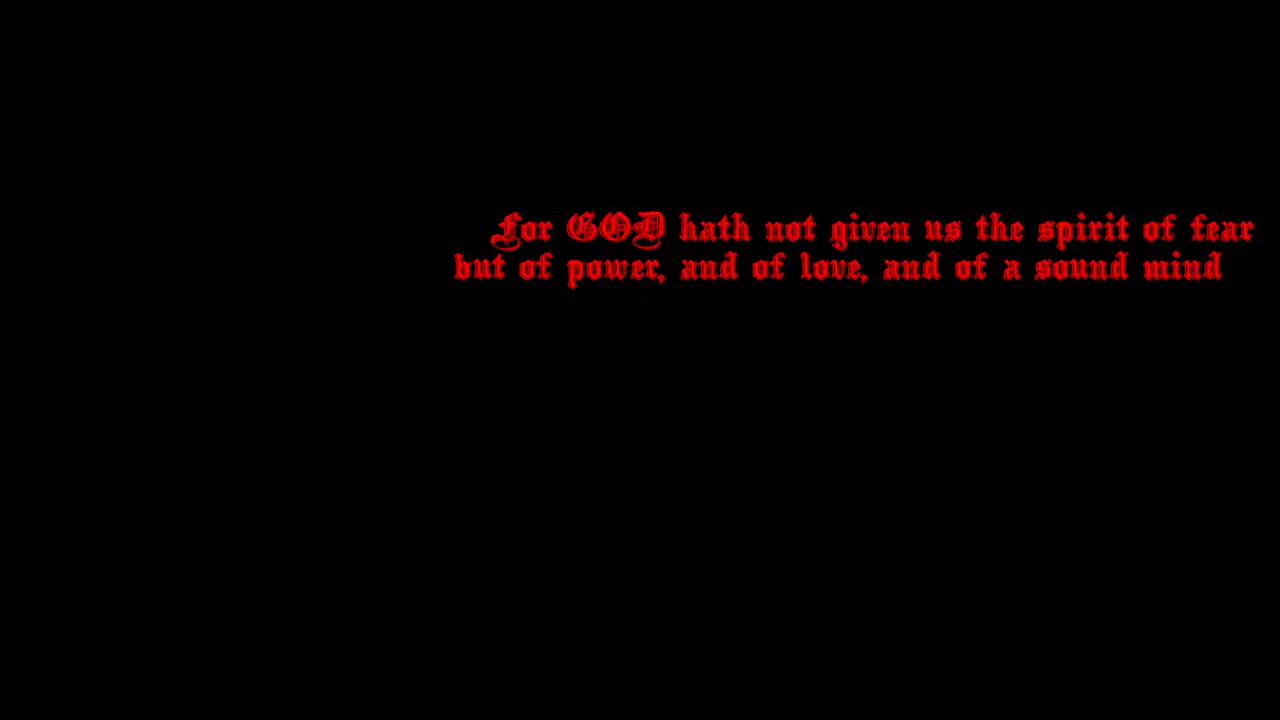 For GOD hath not given us the spirit of fear
but of power, and of love, and of a sound mind